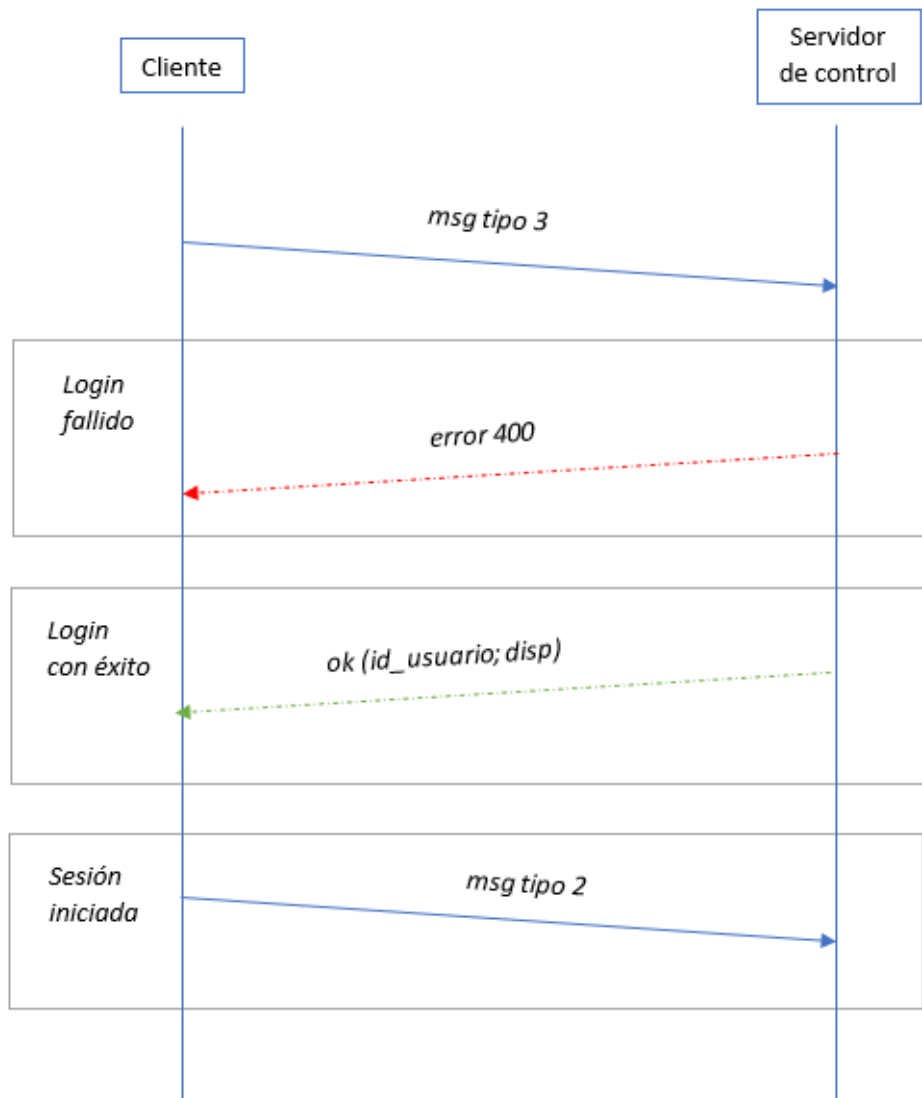 Cliente
Servidor
de control
msg tipo 3
Login
fallido
error 400
Login
con éxito
ok (id_usuario; disp)
Sesión
iniciada
msg tipo 2